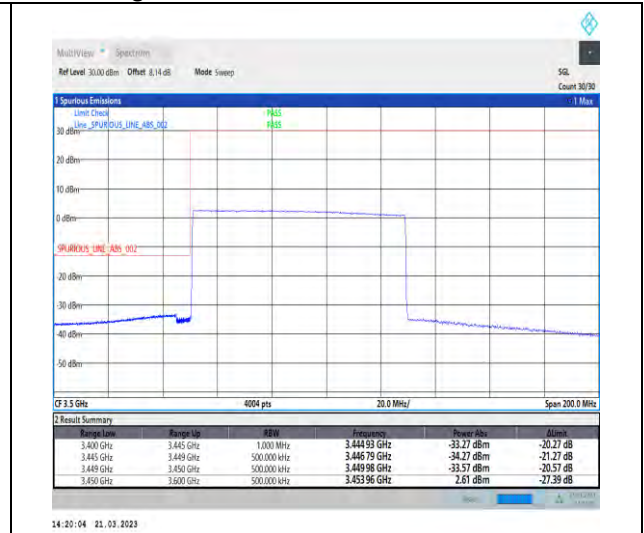 MultiView Spectrum
Ref Level 30.00 dBm Offset 8.14 dB Mode Sweep SGL
Count 30/30
1 Spurious Emissions 1 Max
Limit Check PASS
Line _SPURIOUS_LINE_ABS_002 PASS
30 dBm
20 dBm
10 dBm
0 dBm
_SPURIOUS_LINE_ABS_002
-20 dBm
-30 dBm
-40 dBm
-50 dBm
CF 3.5 GHz 4004 pts 20.0 MHz/ Span 200.0 MHz
2 Result Summary
Range Low Range Up RBW Frequency Power Abs ΔLimit
3.400 GHz 3.445 GHz 1.000 MHz 3.444 93 GHz -33.27 dBm -20.27 dB
3.445 GHz 3.449 GHz 500.000 kHz 3.446 79 GHz -34.27 dBm -21.27 dB
3.449 GHz 3.450 GHz 500.000 kHz 3.449 98 GHz -33.57 dBm -20.57 dB
3.450 GHz 3.600 GHz 500.000 kHz 3.453 96 GHz 2.61 dBm -27.39 dB
14:20:04 21.03.2023